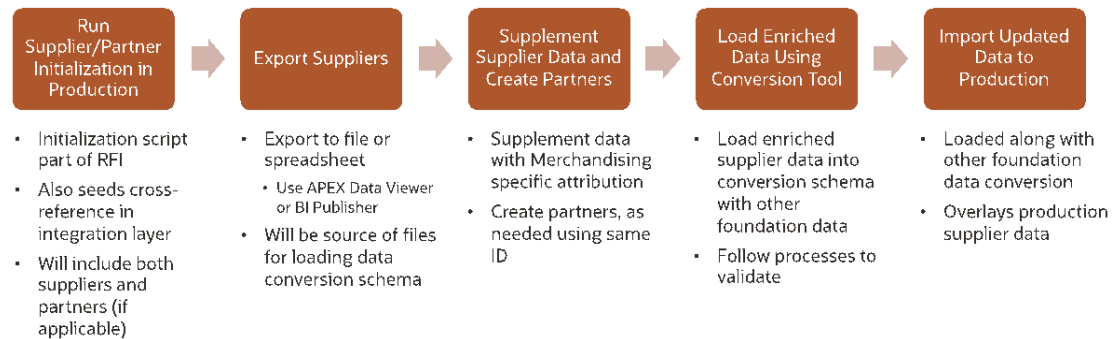 Run
Supplier/Partner
Initialization in
Production
Export Suppliers
Supplement
Supplier Data and
Create Partners
Load Enriched
Data Using
Conversion Tool
Import Updated
Data to
Production
• Initialization script
part of RFI
• Also seeds cross-
reference in
integration layer
• Will include both
suppliers and
partners (if
applicable)
• Export to file or
spreadsheet
• Use APEX Data Viewer
or BI Publisher
• Will be source of files
for loading data
conversion schema
• Supplement data
with Merchandising
specific attribution
• Create partners, as
needed using same
ID
• Load enriched
supplier data into
conversion schema
with other
foundation data
• Follow processes to
validate
• Loaded along with
other foundation
data conversion
• Overlays production
supplier data